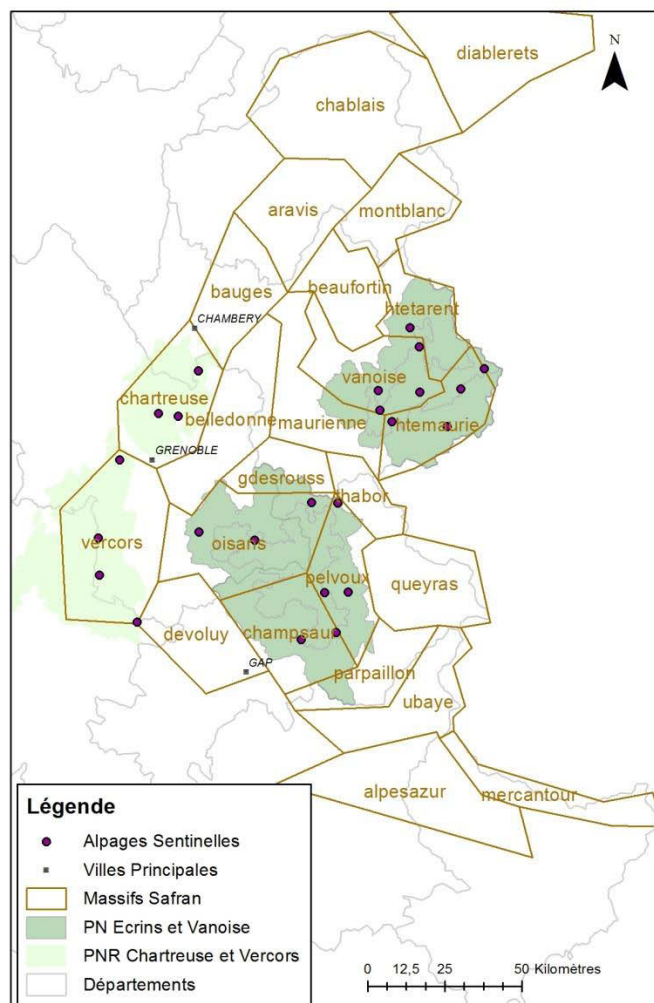 diablerets
N
chablais
aravis
montblanc
bauges
beaufortin
htetarent
CHAMBERY
vanoise
chartreuse
belledonne
maurienne
htemaurie
GRENOBLE
gdesrouss
thabor
vercors
oisans
pelvoux
queyras
devoluy
champsaur
GAP
parpaillon
ubaye
alpesazur
mercantour
Légende
Alpages Sentinelles
Villes Principales
Massifs Safran
PN Ecrins et Vanoise
PNR Chartreuse et Vercors
Départements
0 12,5 25 50 Kilomètres